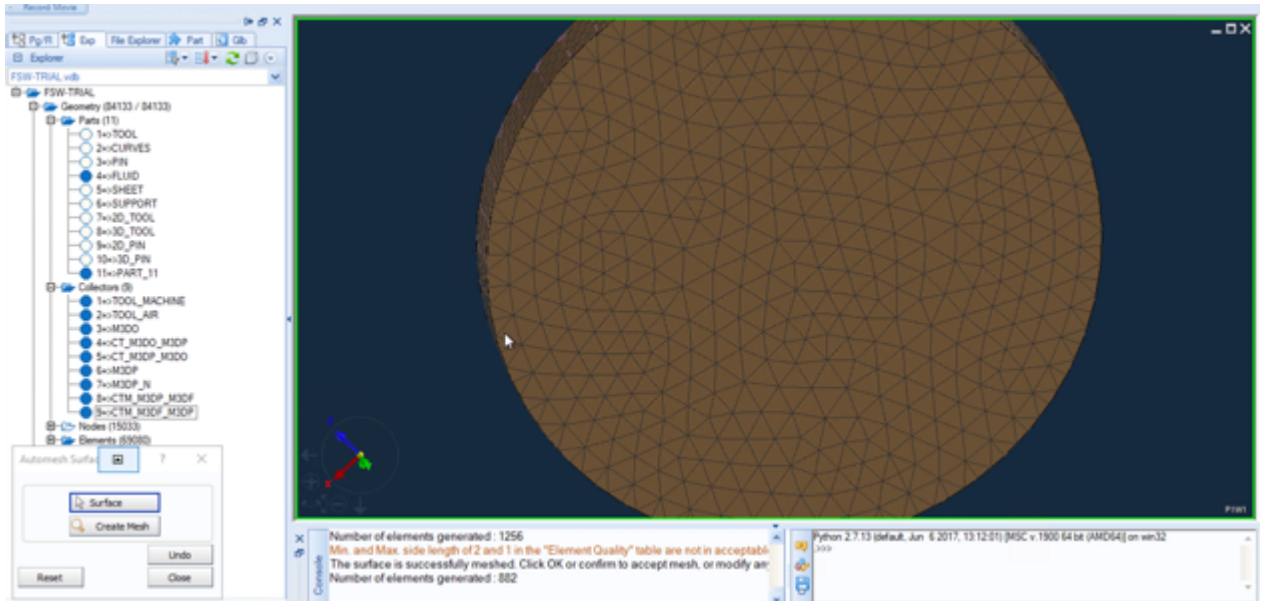 Record Movie
Pg/R Exp File Explorer Part Glb
Explorer
FSW-TRIAL.vdb
FSW-TRIAL
Geometry (84133 / 84133)
Parts (11)
1<>TOOL
2<>CURVES
3<>PIN
4<>FLUID
5<>SHEET
6<>SUPPORT
7<>2D_TOOL
8<>3D_TOOL
9<>2D_PIN
10<>3D_PIN
11<>PART_11
Collectors (9)
1<>TOOL_MACHINE
2<>TOOL_AIR
3<>M3DO
4<>CT_M3DO_M3DP
5<>CT_M3DP_M3DO
6<>M3DP
7<>M3DP_N
8<>CTM_M3DP_M3DF
9<>CTM_M3DF_M3DP
Nodes (15033)
Elements (69080)
Automesh Surfac ? X
Surface
Create Mesh
Undo
Reset Close
X
P1W1
Console
Number of elements generated : 1256
Min. and Max. side length of 2 and 1 in the "Element Quality" table are not in acceptabl
The surface is successfully meshed. Click OK or confirm to accept mesh, or modify an
Number of elements generated : 882
Python 2.7.13 (default, Jun 6 2017, 13:12:01) [MSC v.1900 64 bit (AMD64)] on win32
>>>